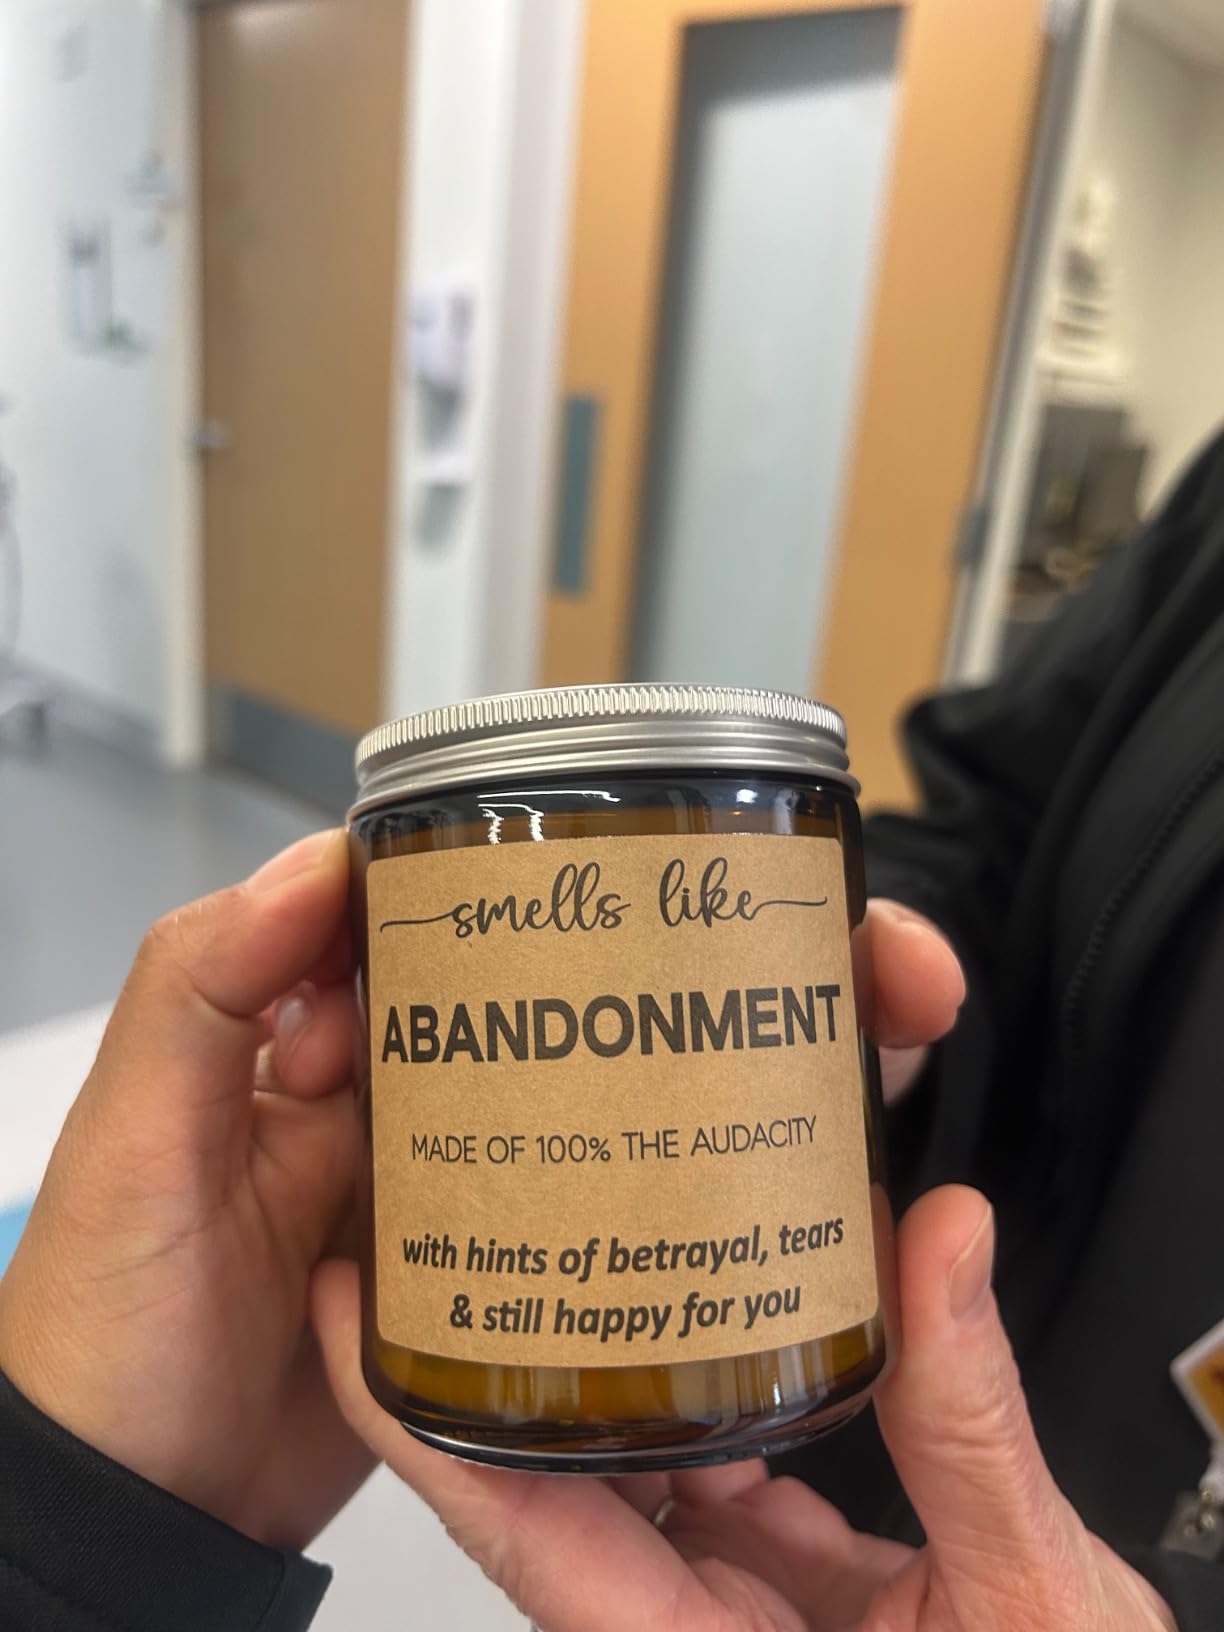 smells like
ABANDONMENT
MADE OF 100% THE AUDACITY
with hints of betrayal, tears
& still happy for you